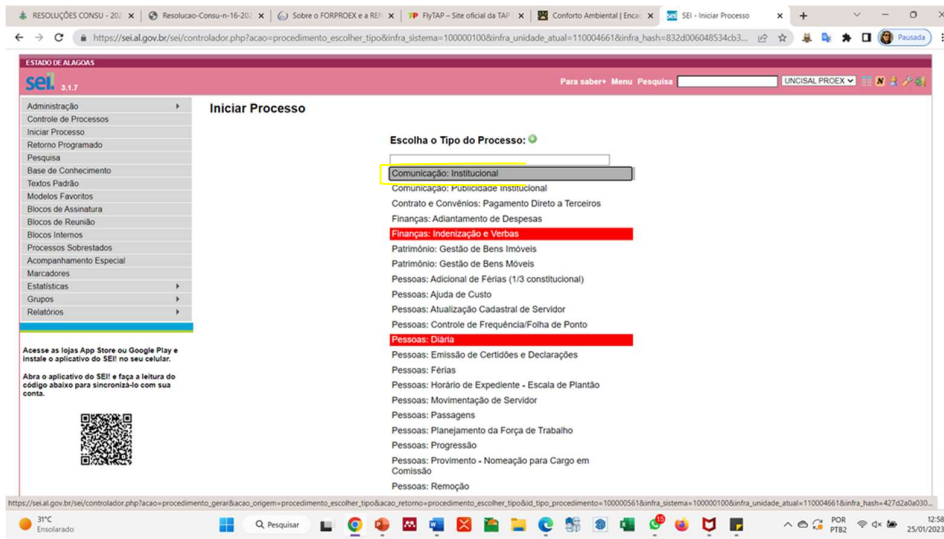 RESOLUÇÕES CONSU - 202
Resolucao-Consu-n-16-202
Sobre o FORPROEX e a REN
FlyTAP – Site oficial da TAP
Conforto Ambiental | Encac
SEI - Iniciar Processo
https://sei.al.gov.br/sei/controlador.php?acao=procedimento_escolher_tipo&infra_sistema=100000100&infra_unidade_atual=110004661&infra_hash=832d006048534cb3...
Pausada
ESTADO DE ALAGOAS
sei. 3.1.7
Para saber+ Menu Pesquisa
UNCISAL PROEX
Administração
Controle de Processos
Iniciar Processo
Retorno Programado
Pesquisa
Base de Conhecimento
Textos Padrão
Modelos Favoritos
Blocos de Assinatura
Blocos de Reunião
Blocos Internos
Processos Sobrestados
Acompanhamento Especial
Marcadores
Estatísticas
Grupos
Relatórios
Acesse as lojas App Store ou Google Play e
instale o aplicativo do SEI! no seu celular.
Abra o aplicativo do SEI! e faça a leitura do
código abaixo para sincronizá-lo com sua
conta.
Iniciar Processo
Escolha o Tipo do Processo:
Comunicação: Institucional
Comunicação: Publicidade Institucional
Contrato e Convênios: Pagamento Direto a Terceiros
Finanças: Adiantamento de Despesas
Finanças: Indenização e Verbas
Patrimônio: Gestão de Bens Imóveis
Patrimônio: Gestão de Bens Móveis
Pessoas: Adicional de Férias (1/3 constitucional)
Pessoas: Ajuda de Custo
Pessoas: Atualização Cadastral de Servidor
Pessoas: Controle de Frequência/Folha de Ponto
Pessoas: Diária
Pessoas: Emissão de Certidões e Declarações
Pessoas: Férias
Pessoas: Horário de Expediente - Escala de Plantão
Pessoas: Movimentação de Servidor
Pessoas: Passagens
Pessoas: Planejamento da Força de Trabalho
Pessoas: Progressão
Pessoas: Provimento - Nomeação para Cargo em
Comissão
Pessoas: Remoção
https://sei.al.gov.br/sei/controlador.php?acao=procedimento_gerar&acao_origem=procedimento_escolher_tipo&acao_retorno=procedimento_escolher_tipo&id_tipo_procedimento=100000561&infra_sistema=100000100&infra_unidade_atual=110004661&infra_hash=427d2a0a030...
31°C
Ensolarado
Pesquisar
POR
PTB2
12:58
25/01/2023